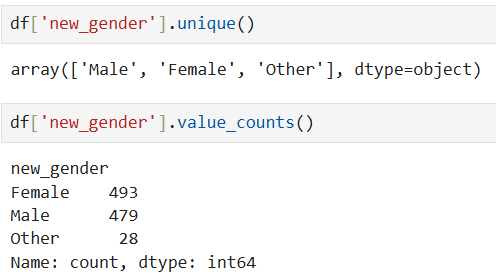 df['new_gender'].unique()
array(['Male', 'Female', 'Other'], dtype=object)
df['new_gender'].value_counts()
new_gender
Female    493
Male      479
Other      28
Name: count, dtype: int64